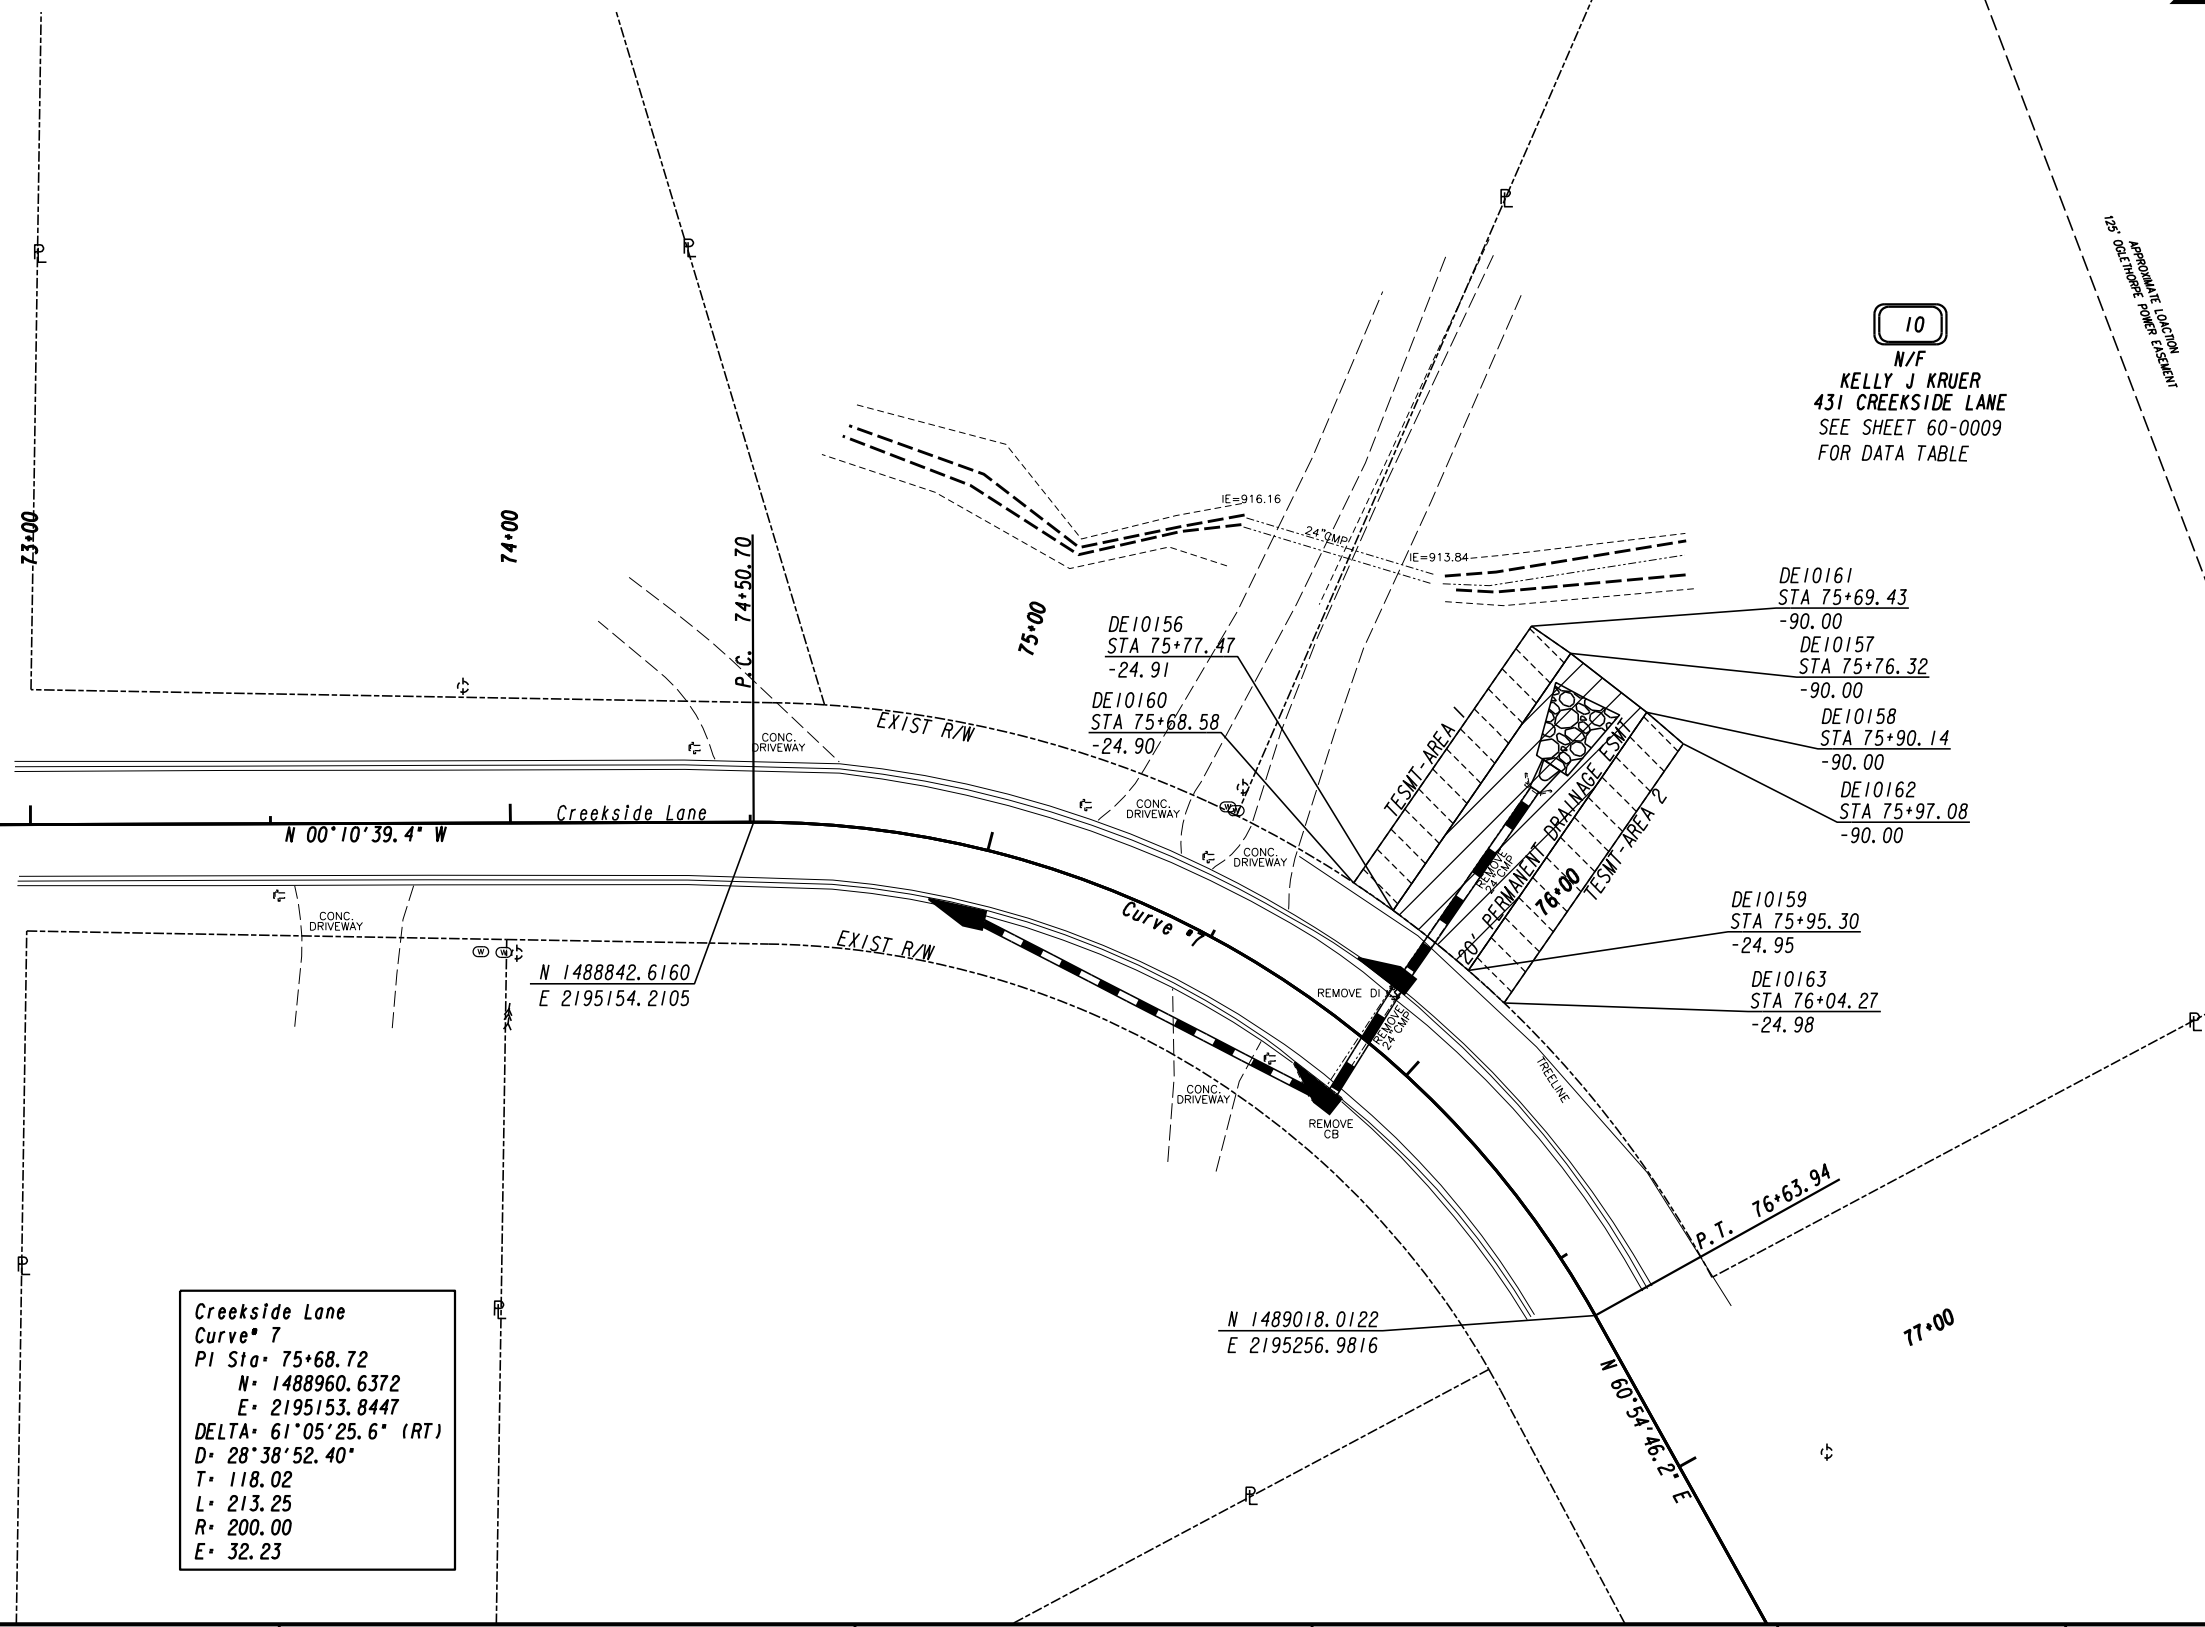 APPROXIMATE LOACTION
125' OGLETHORPE POWER EASEMENT
10
N/F
KELLY J KRUER
431 CREEKSIDE LANE
SEE SHEET 60-0009
FOR DATA TABLE
IE=916.16
24"CMP
IE=913.84
73+00
74+00
P.C. 74+50.70
75+00
DE10156
STA 75+77.47
-24.91
DE10160
STA 75+68.58
-24.90
DE10161
STA 75+69.43
-90.00
DE10157
STA 75+76.32
-90.00
DE10158
STA 75+90.14
-90.00
DE10162
STA 75+97.08
-90.00
DE10159
STA 75+95.30
-24.95
DE10163
STA 76+04.27
-24.98
EXIST R/W
CONC.
DRIVEWAY
CONC.
DRIVEWAY
CONC.
DRIVEWAY
TESMT-AREA 1
20' PERMANENT DRAINAGE ESMT
TESMT-AREA 2
REMOVE
24"CMP
76+00
Creekside Lane
N 00°10'39.4" W
Curve #7
CONC.
DRIVEWAY
W
W
EXIST R/W
N 1488842.6160
E 2195154.2105
REMOVE DI
REMOVE
24"CMP
CONC.
DRIVEWAY
REMOVE
CB
TREELINE
P.T. 76+63.94
77+00
N 1489018.0122
E 2195256.9816
N 60°54'46.2" E
Creekside Lane
Curve# 7
PI Sta= 75+68.72
N= 1488960.6372
E= 2195153.8447
DELTA= 61°05'25.6" (RT)
D= 28°38'52.40"
T= 118.02
L= 213.25
R= 200.00
E= 32.23
PL
PL
PL
PL
PL
PL
PL